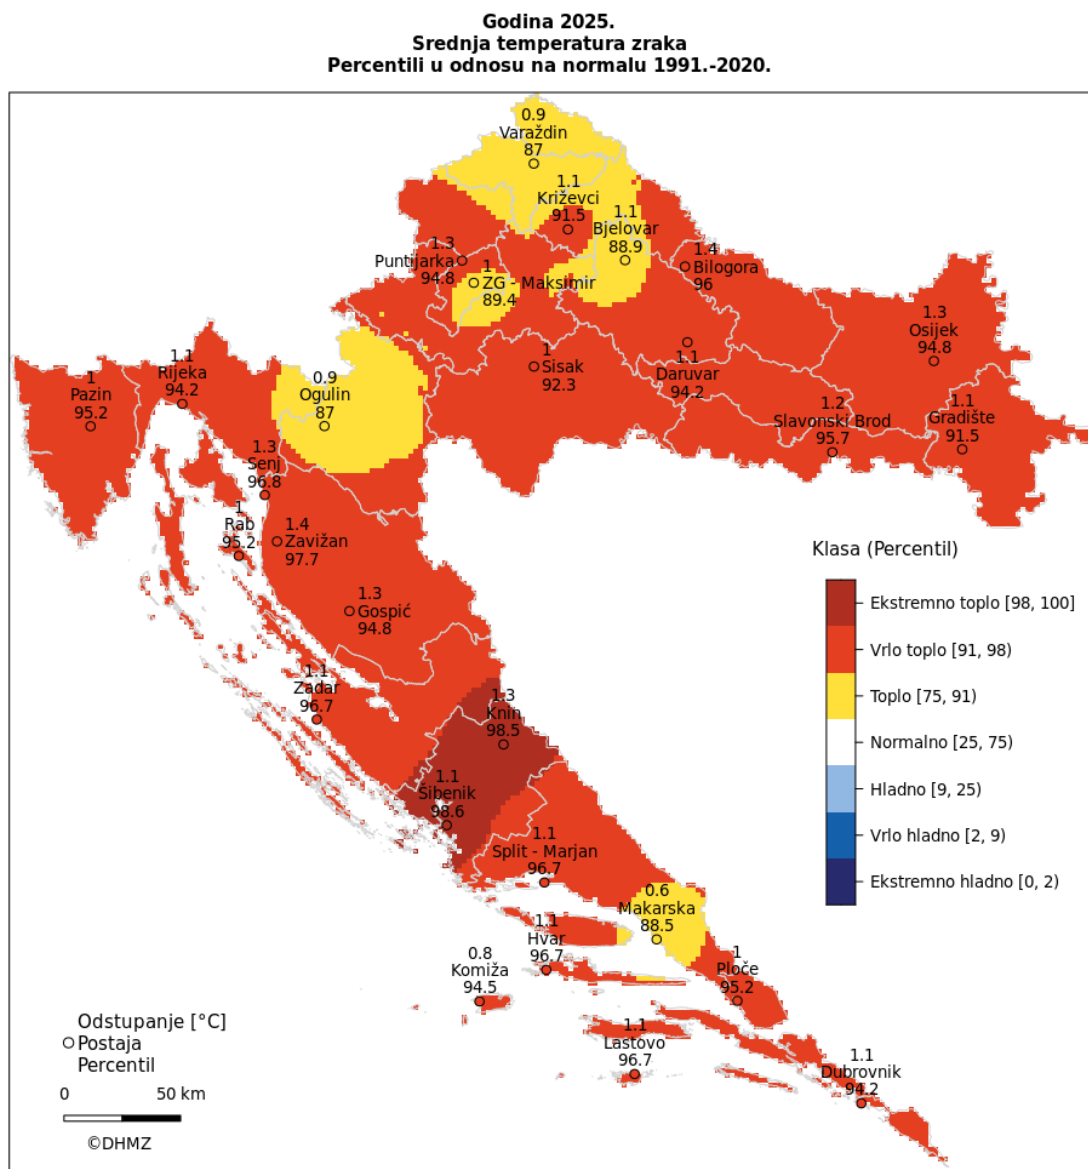 Godina 2025.
Srednja temperatura zraka
Percentili u odnosu na normalu 1991.-2020.
0.9
Varaždin
87
1.1
Križevci
91.5
1.1
Bjelovar
88.9
1.3
Puntijarka
94.8
1
ZG - Maksimir
89.4
1.4
Bilogora
96
1.3
Osijek
94.8
1
Sisak
92.3
1.1
Daruvar
94.2
1.1
Rijeka
94.2
1
Pazin
95.2
0.9
Ogulin
87
1.2
Slavonski Brod
95.7
1.1
Gradište
91.5
1.3
Senj
96.8
1
Rab
95.2
1.4
Zavižan
97.7
1.3
Gospić
94.8
1.1
Zadar
96.7
1.3
Knin
98.5
1.1
Šibenik
98.6
1.1
Split - Marjan
96.7
0.6
Makarska
88.5
1.1
Hvar
96.7
0.8
Komiža
94.5
1
Ploče
95.2
1.1
Lastovo
96.7
1.1
Dubrovnik
94.2
Klasa (Percentil)
Ekstremno toplo [98, 100]
Vrlo toplo [91, 98)
Toplo [75, 91)
Normalno [25, 75)
Hladno [9, 25)
Vrlo hladno [2, 9)
Ekstremno hladno [0, 2)
Odstupanje [°C]
Postaja
Percentil
0 50 km
©DHMZ